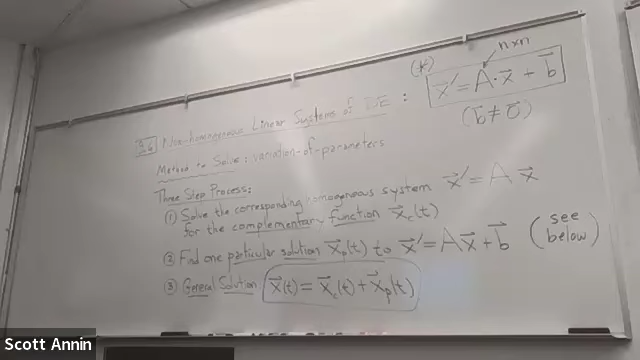 n×n
9.6 Non-homogeneous Linear Systems of DE: (*) x⃗' = A·x⃗ + b⃗
(b⃗ ≠ 0⃗)
Method to Solve: variation-of-parameters
Three Step Process:
① Solve the corresponding homogeneous system x⃗' = A x⃗
for the complementary function x⃗c(t)
② Find one particular solution x⃗p(t) to x⃗' = Ax⃗ + b⃗ (see below)
③ General Solution x⃗(t) = x⃗c(t) + x⃗p(t)
Scott Annin